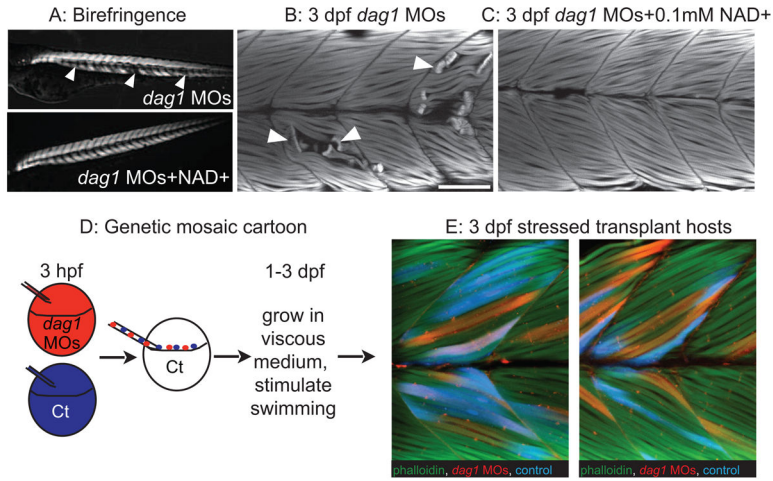 A: Birefringence
B: 3 dpf dag1 MOs
C: 3 dpf dag1 MOs+0.1mM NAD+
dag1 MOs
dag1 MOs+NAD+
D: Genetic mosaic cartoon
E: 3 dpf stressed transplant hosts
3 hpf
dag1
MOs
Ct
Ct
1-3 dpf
grow in
viscous
medium,
stimulate
swimming
phalloidin, dag1 MOs, control
phalloidin, dag1 MOs, control